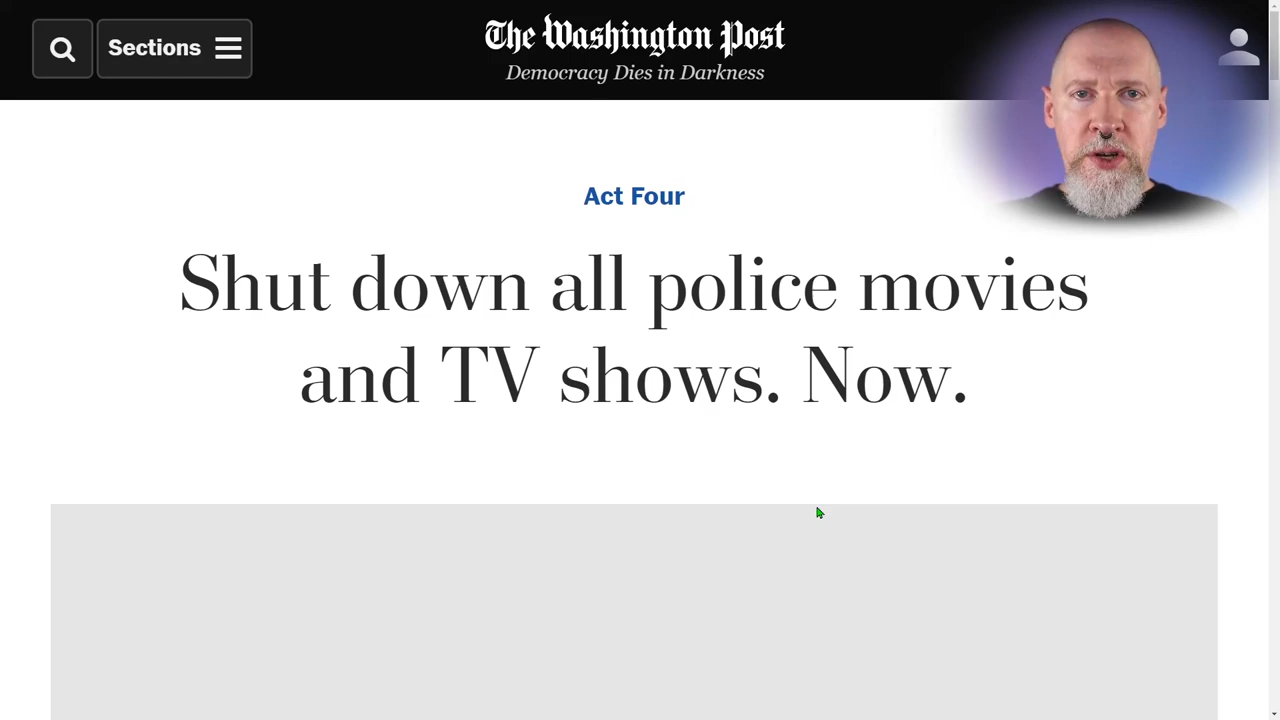 Sections
The Washington Post
Democracy Dies in Darkness
Act Four
Shut down all police movies
and TV shows. Now.